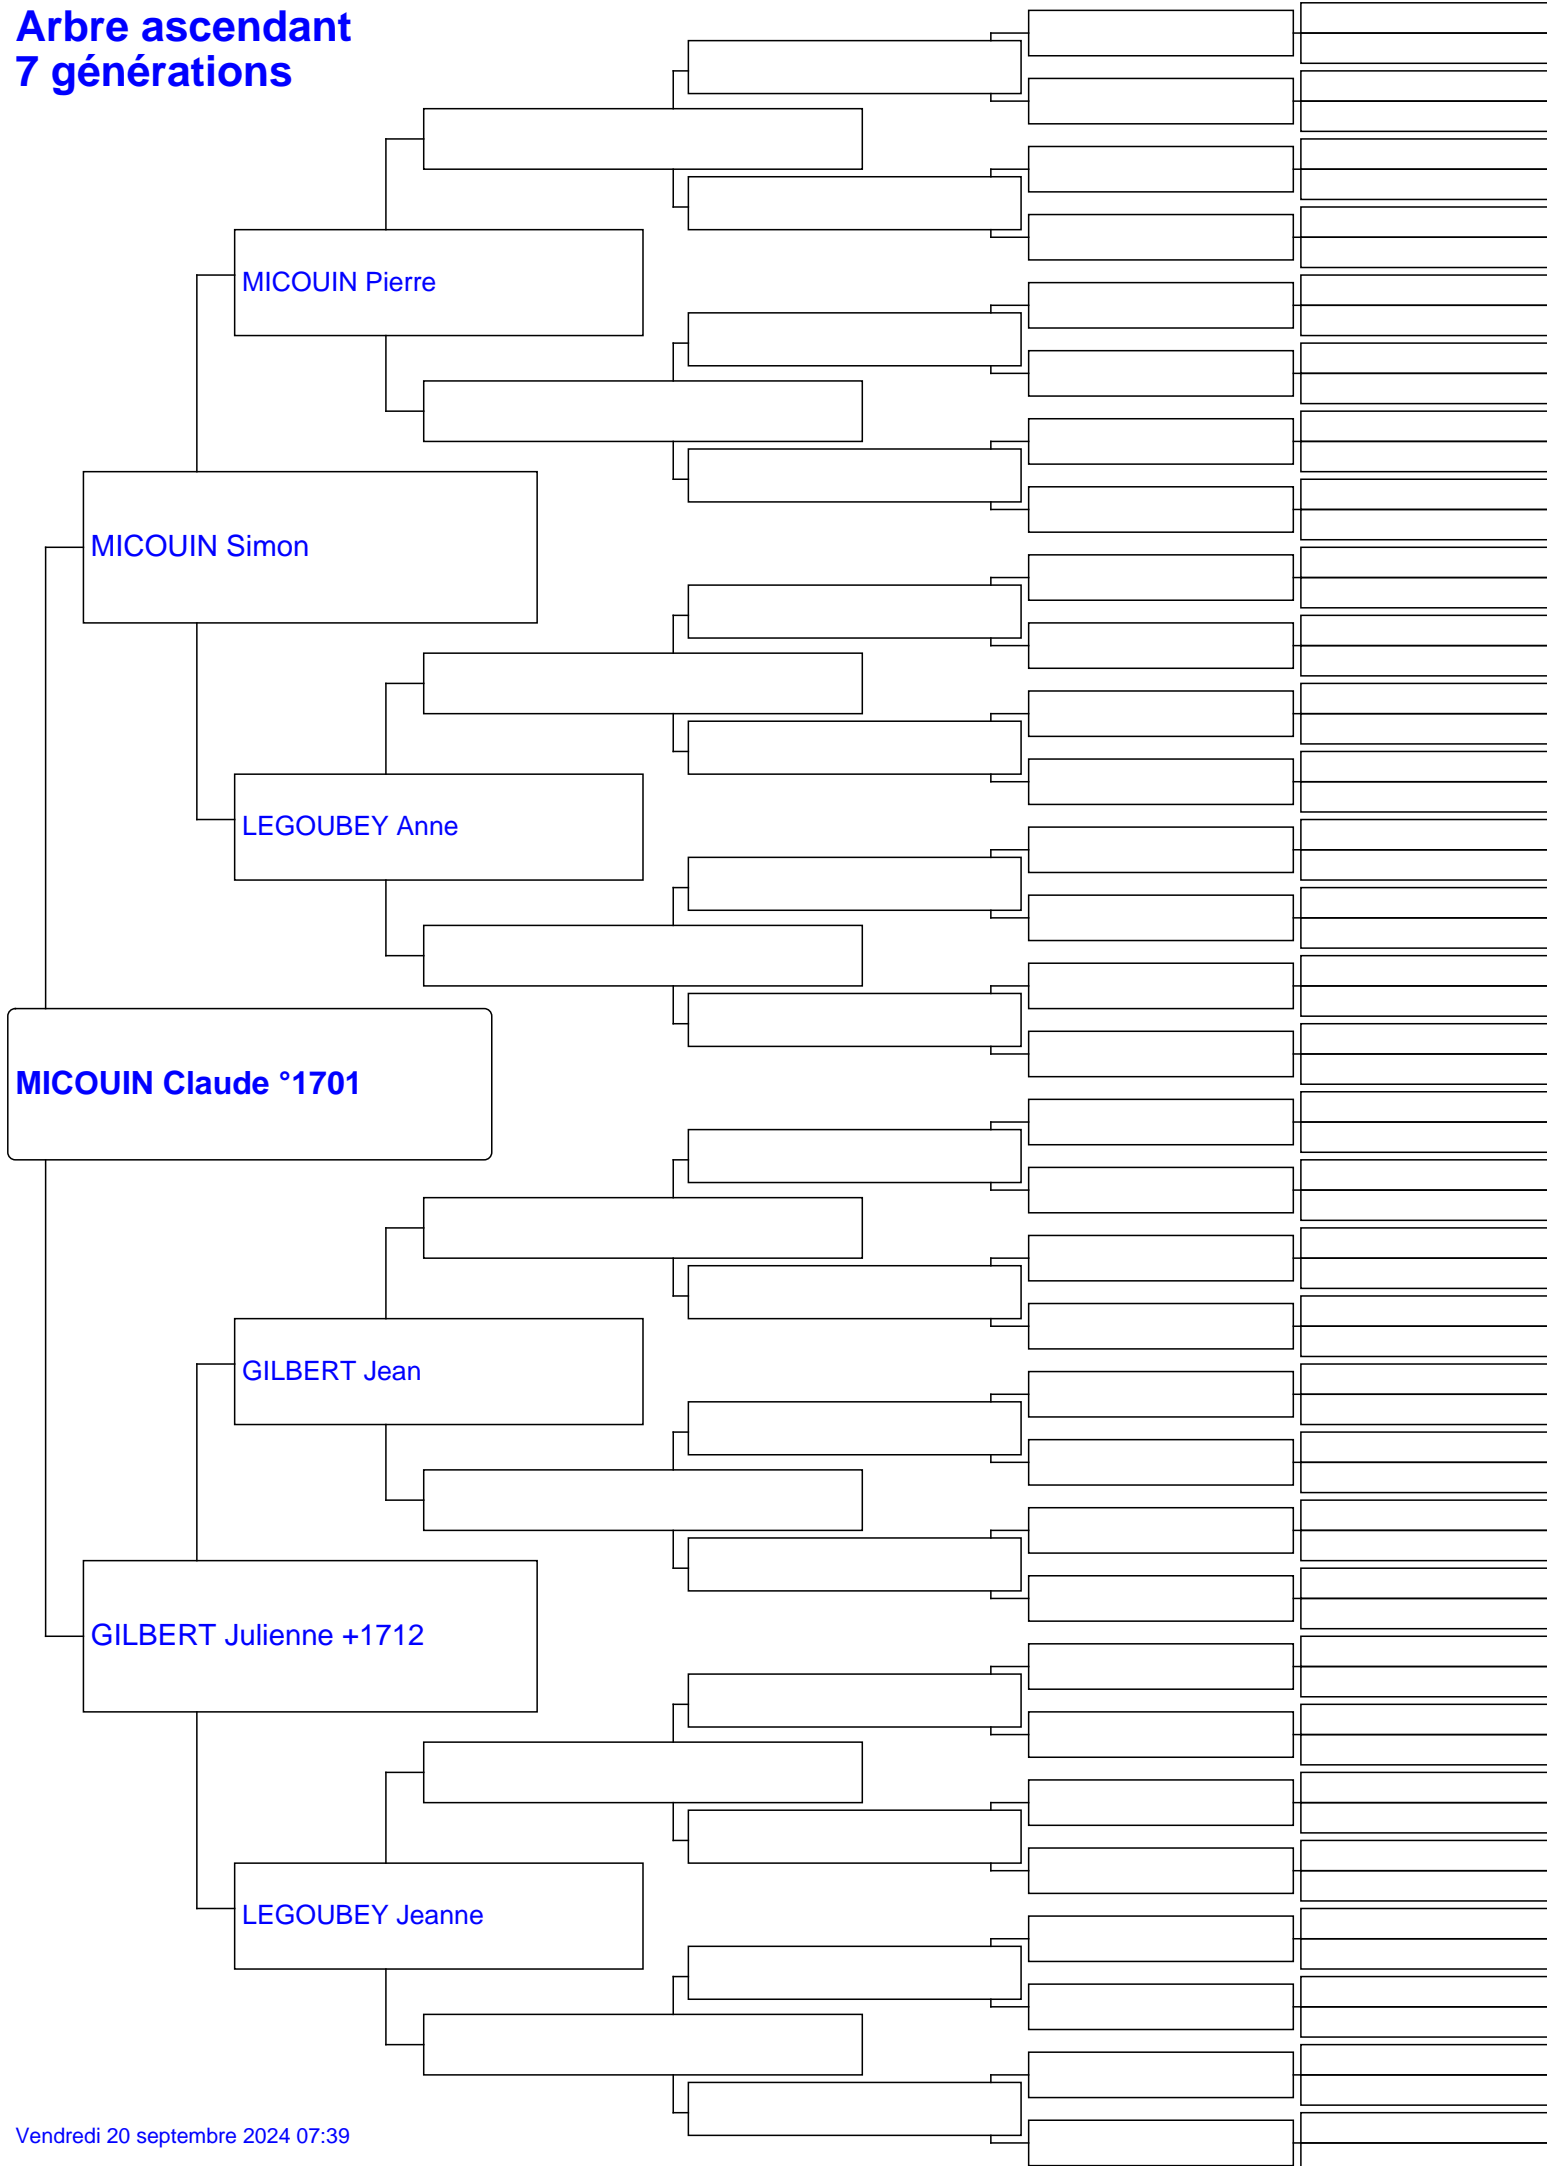 Arbre ascendant
7 générations
MICOUIN Pierre
MICOUIN Simon
LEGOUBEY Anne
MICOUIN Claude °1701
GILBERT Jean
GILBERT Julienne +1712
LEGOUBEY Jeanne
Vendredi 20 septembre 2024 07:39